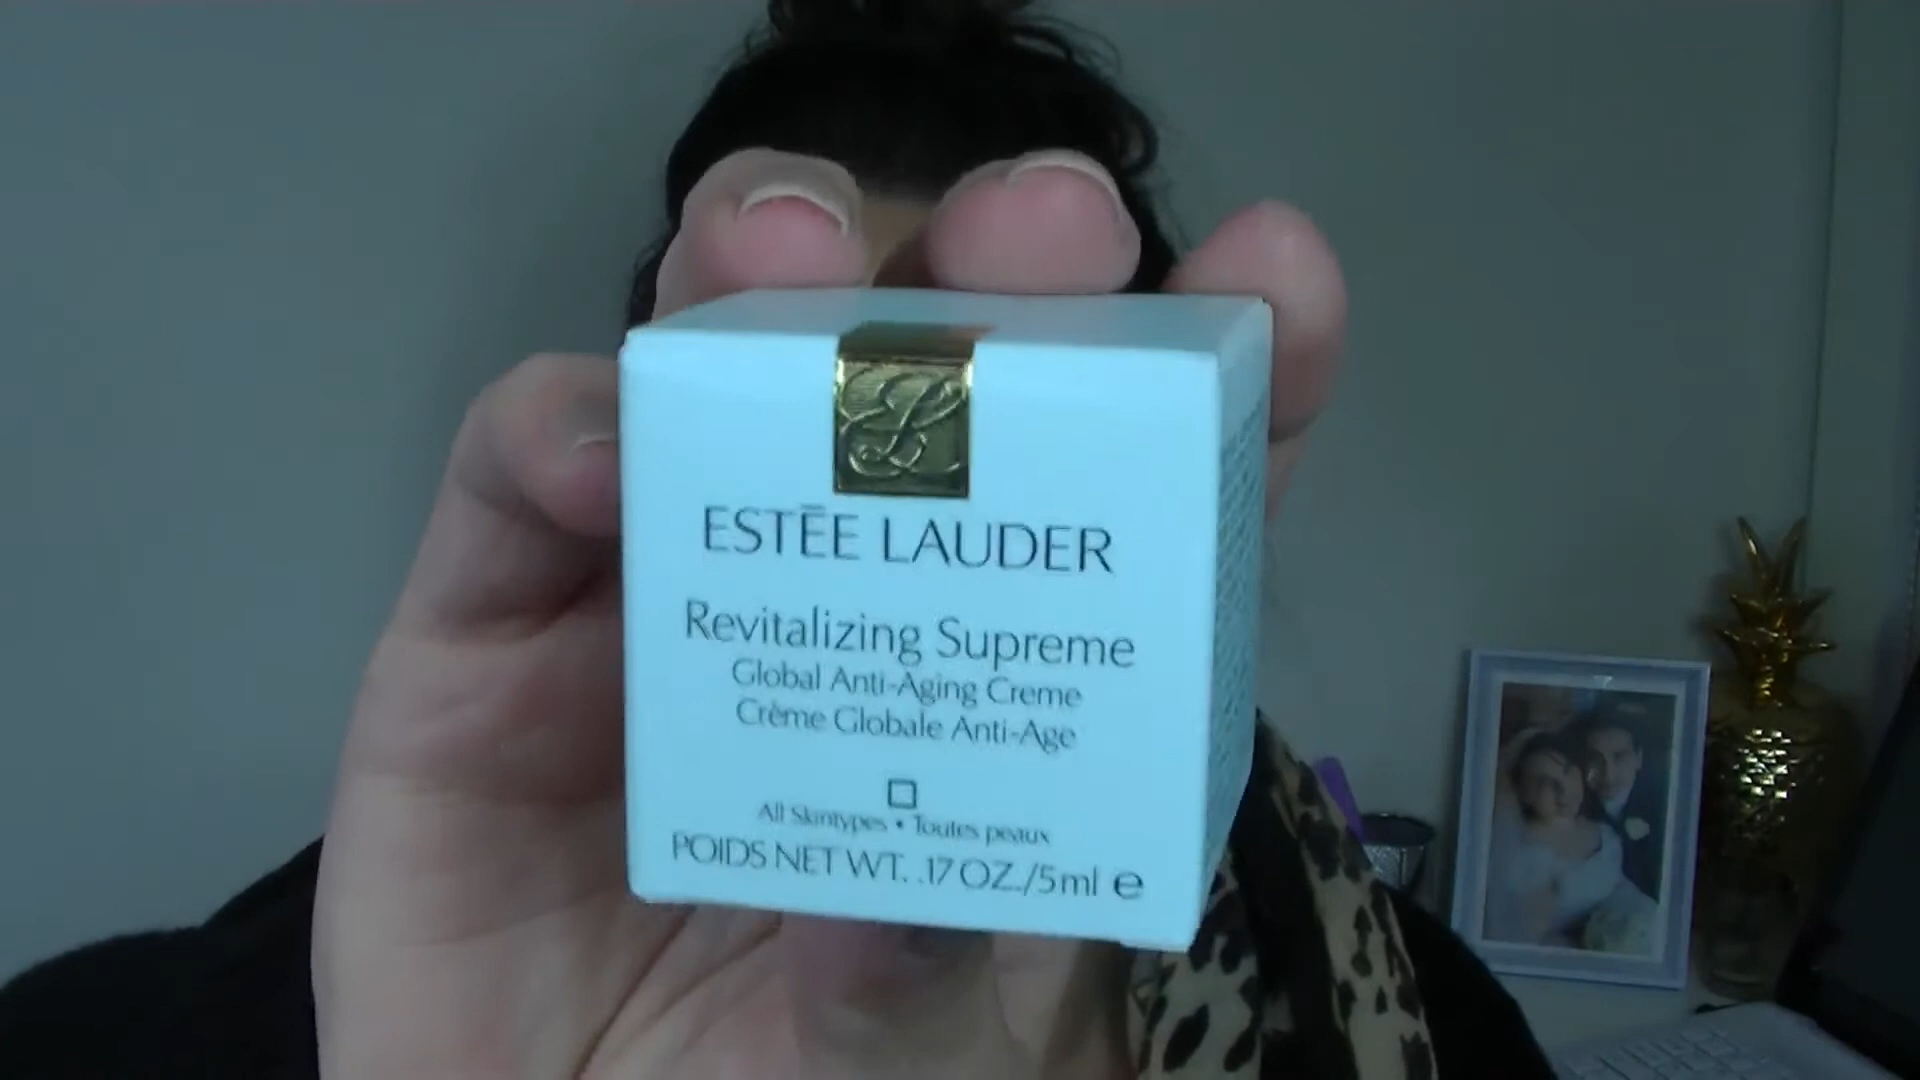 ESTĒE LAUDER
Revitalizing Supreme
Global Anti-Aging Creme
Crème Globale Anti-Age
All Skintypes • Toutes peaux
POIDS NET WT. .17 OZ./5ml ℮